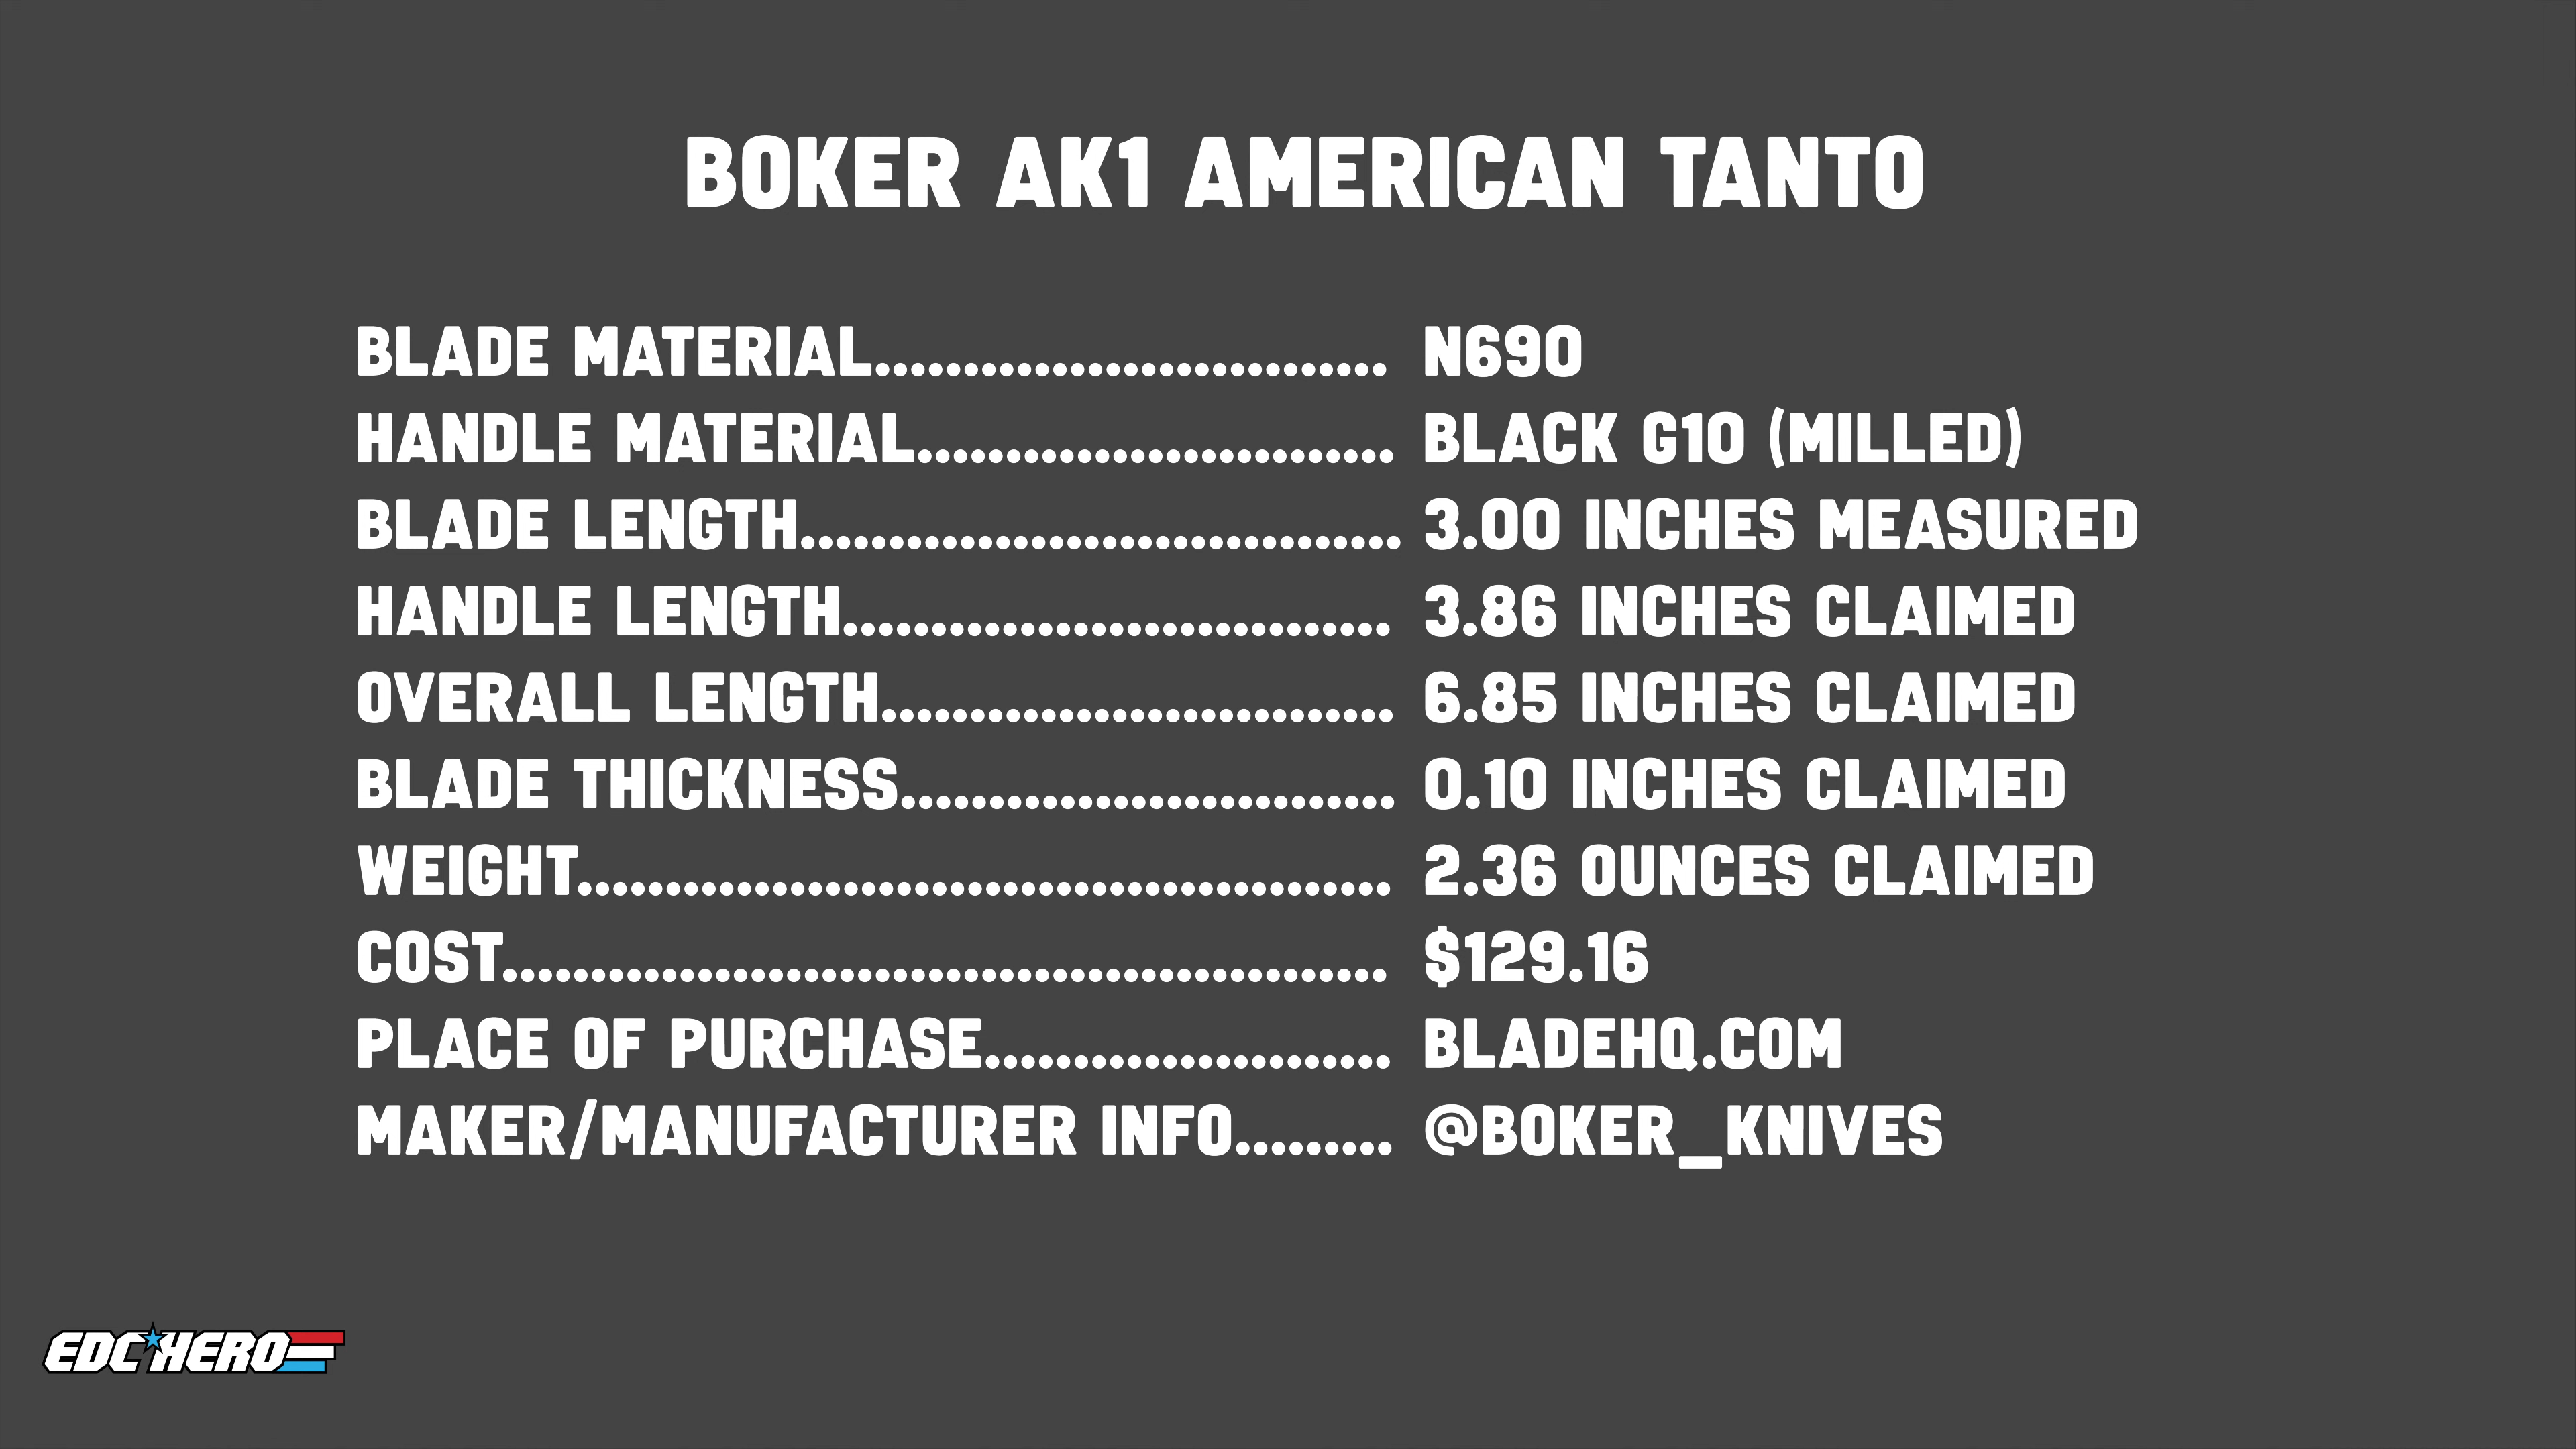 BOKER AK1 AMERICAN TANTO
BLADE MATERIAL............................. N690
HANDLE MATERIAL........................... BLACK G10 (MILLED)
BLADE LENGTH.................................. 3.00 INCHES MEASURED
HANDLE LENGTH............................... 3.86 INCHES CLAIMED
OVERALL LENGTH............................. 6.85 INCHES CLAIMED
BLADE THICKNESS............................ 0.10 INCHES CLAIMED
WEIGHT.............................................. 2.36 OUNCES CLAIMED
COST.................................................. $129.16
PLACE OF PURCHASE....................... BLADEHQ.COM
MAKER/MANUFACTURER INFO......... @BOKER_KNIVES
EDC HERO